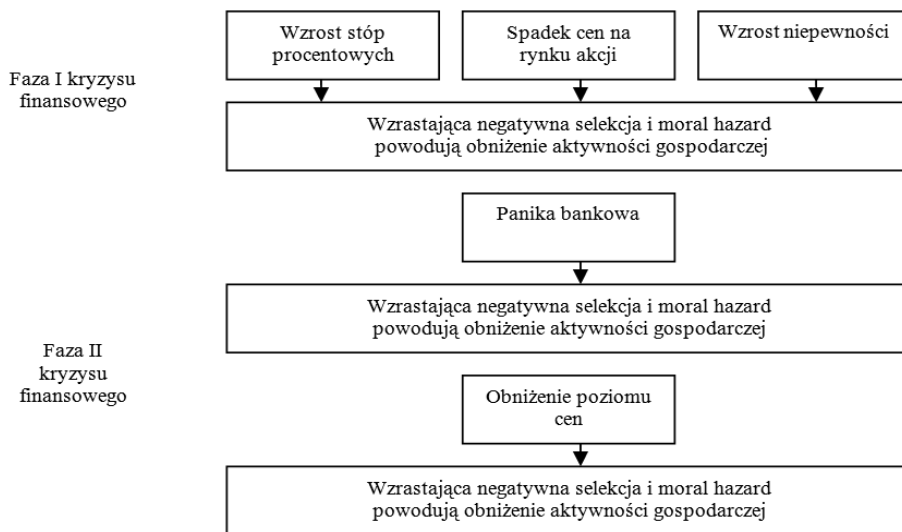 Wzrost stóp
procentowych
Spadek cen na
rynku akcji
Wzrost niepewności
Faza I kryzysu
finansowego
Wzrastająca negatywna selekcja i moral hazard
powodują obniżenie aktywności gospodarczej
Panika bankowa
Wzrastająca negatywna selekcja i moral hazard
powodują obniżenie aktywności gospodarczej
Faza II
kryzysu
finansowego
Obniżenie poziomu
cen
Wzrastająca negatywna selekcja i moral hazard
powodują obniżenie aktywności gospodarczej